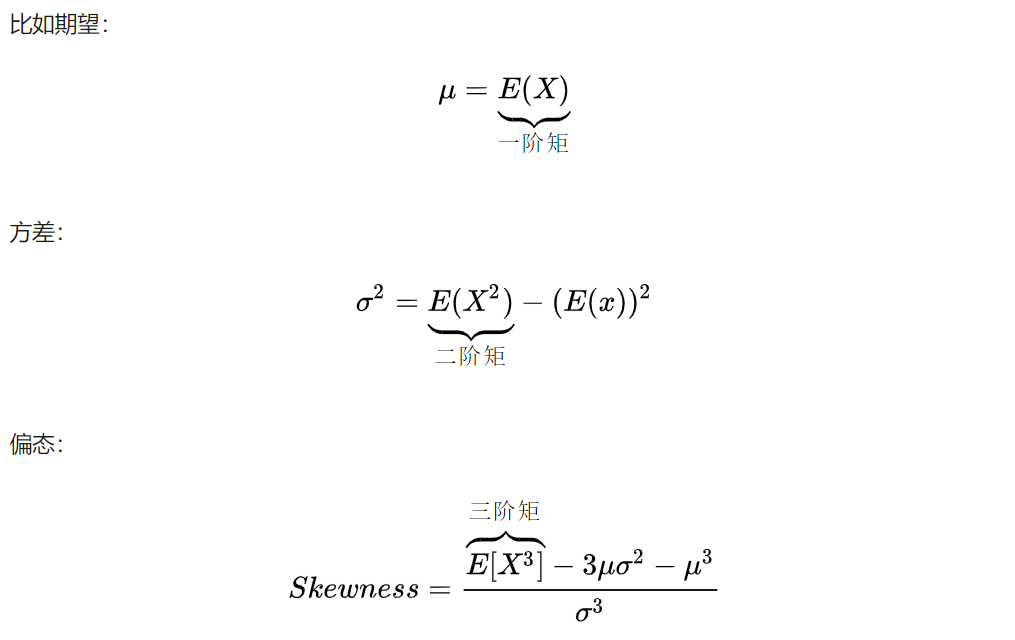 比如期望：
μ = E(X)
一阶矩
方差：
σ² = E(X²) − (E(x))²
二阶矩
偏态：
三阶矩
Skewness = (E[X³] − 3μσ² − μ³) / σ³